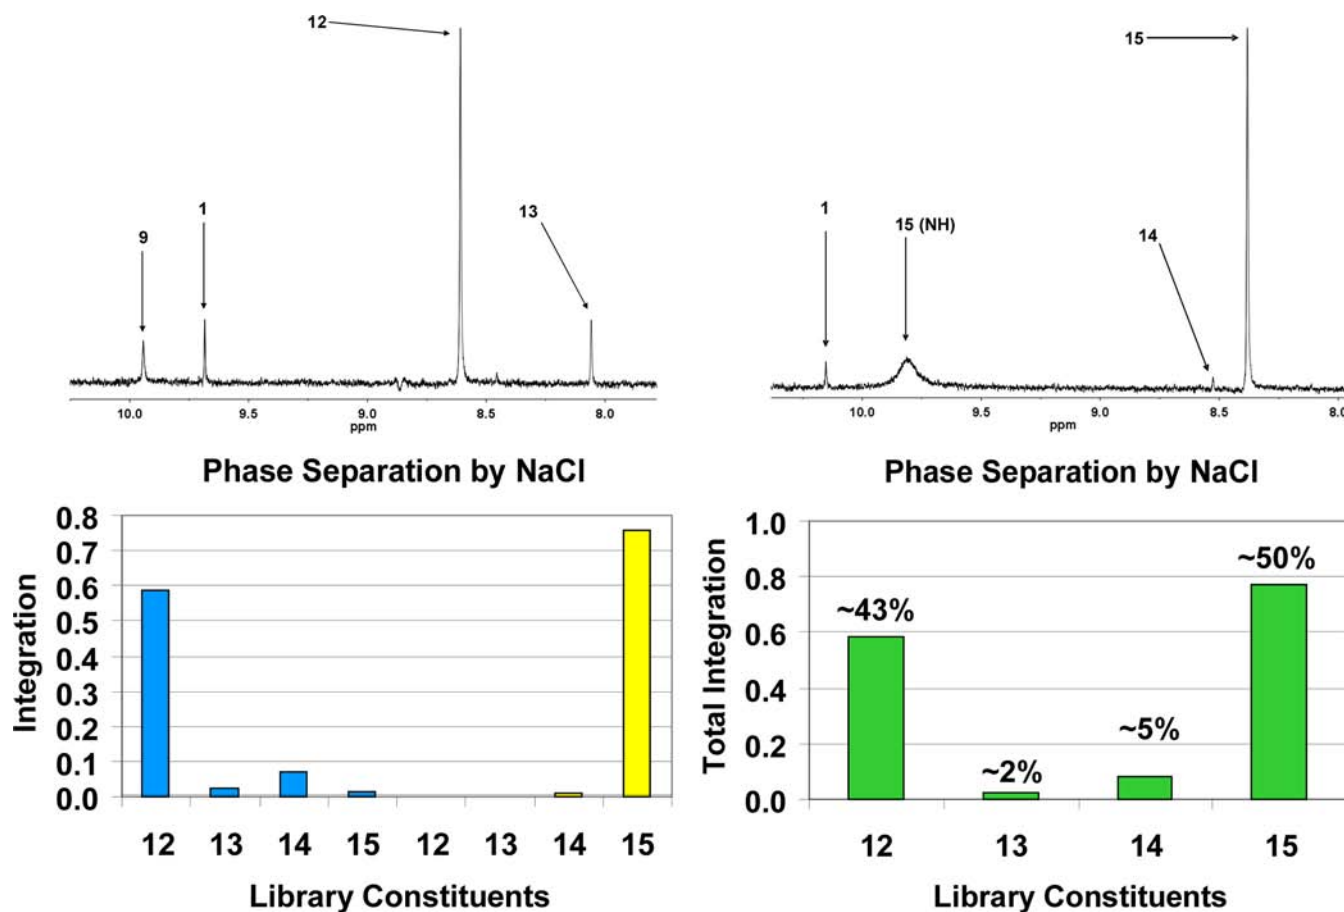 12
9
1
13
10.0 9.5 9.0 8.5 8.0
ppm
15
1
15 (NH)
14
10.0 9.5 9.0 8.5 8.0
ppm
Phase Separation by NaCl
0.8
0.7
0.6
0.5
0.4
0.3
0.2
0.1
0.0
Integration
12 13 14 15 12 13 14 15
Library Constituents
Phase Separation by NaCl
1.0
0.8
0.6
0.4
0.2
0.0
Total Integration
~43%
~2%
~5%
~50%
12 13 14 15
Library Constituents